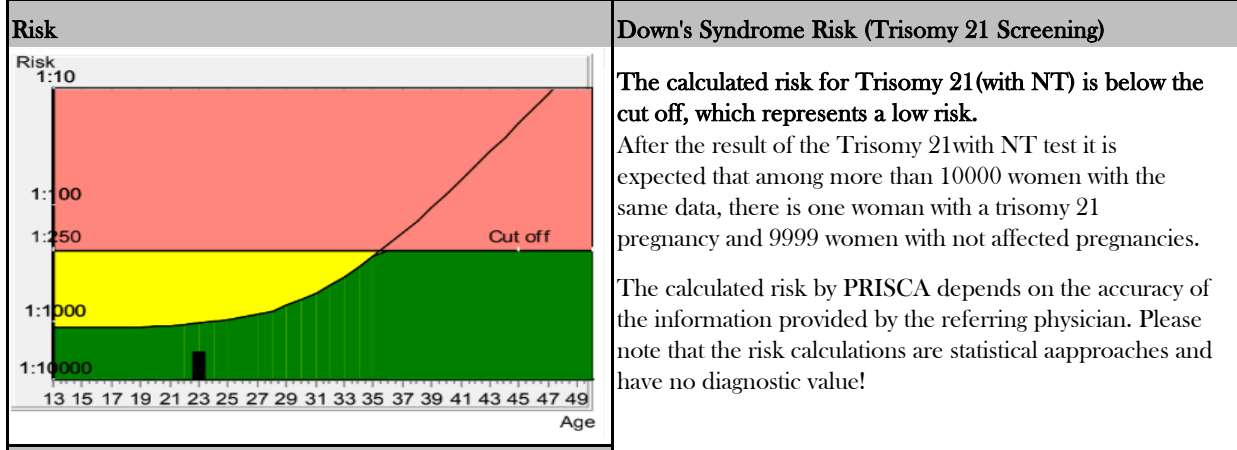 Risk
Down's Syndrome Risk (Trisomy 21 Screening)
Risk
1:10
1:100
1:250
Cut off
1:1000
1:10000
13 15 17 19 21 23 25 27 29 31 33 35 37 39 41 43 45 47 49
Age
The calculated risk for Trisomy 21(with NT) is below the
cut off, which represents a low risk.
After the result of the Trisomy 21with NT test it is
expected that among more than 10000 women with the
same data, there is one woman with a trisomy 21
pregnancy and 9999 women with not affected pregnancies.
The calculated risk by PRISCA depends on the accuracy of
the information provided by the referring physician. Please
note that the risk calculations are statistical aapproaches and
have no diagnostic value!